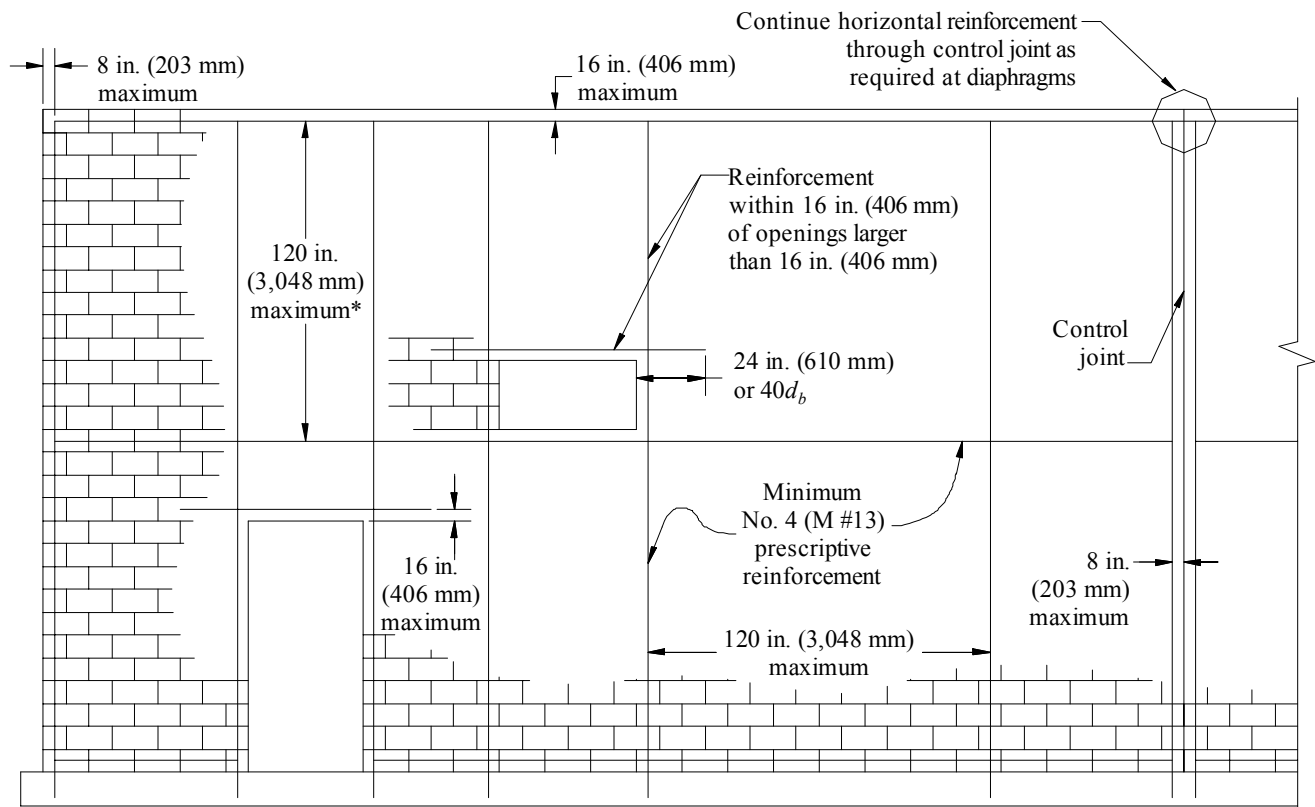 Continue horizontal reinforcement
through control joint as
required at diaphragms
8 in. (203 mm)
maximum
16 in. (406 mm)
maximum
Reinforcement
within 16 in. (406 mm)
of openings larger
than 16 in. (406 mm)
120 in.
(3,048 mm)
maximum*
Control
joint
24 in. (610 mm)
or 40d_b
Minimum
No. 4 (M #13)
prescriptive
reinforcement
16 in.
(406 mm)
maximum
8 in.
(203 mm)
maximum
120 in. (3,048 mm)
maximum